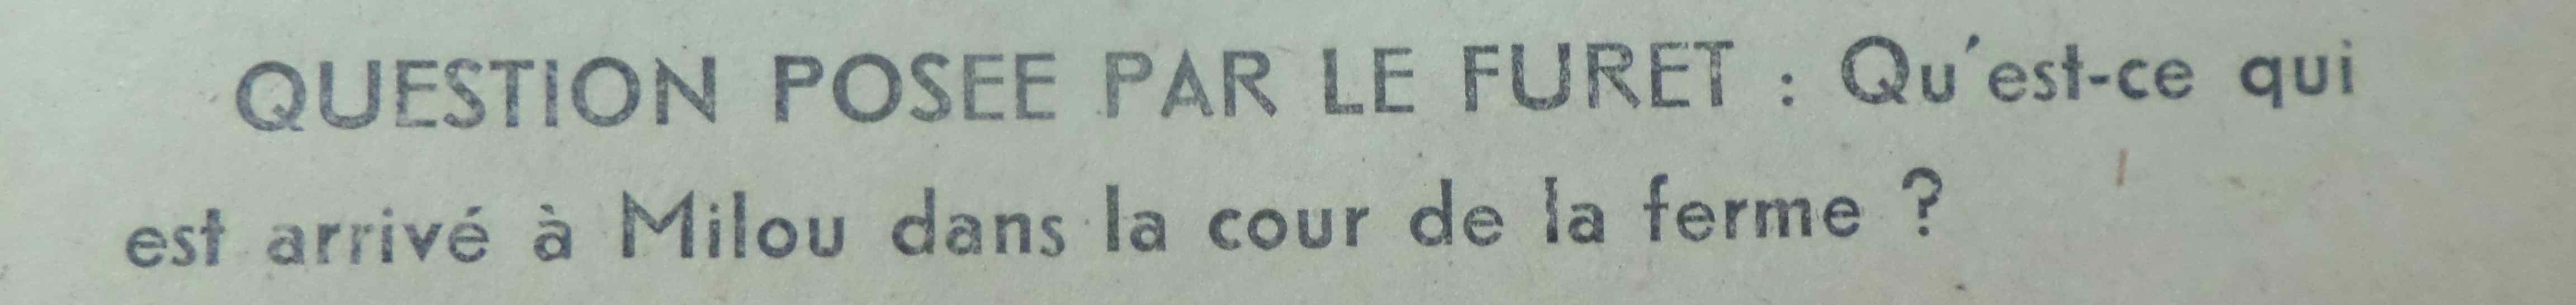 QUESTION POSEE PAR LE FURET : Qu'est-ce qui
est arrivé à Milou dans la cour de la ferme ?